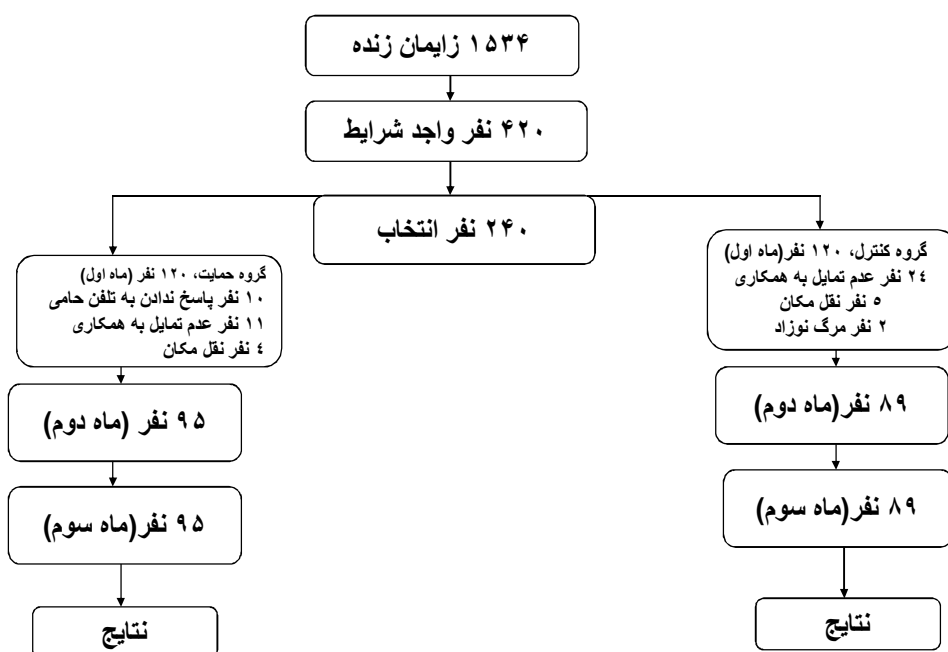 ۱۵۳۴ زایمان زنده
۴۲۰ نفر واجد شرایط
۲۴۰ نفر انتخاب
گروه کنترل، ۱۲۰ نفر(ماه اول)
۲۴ نفر عدم تمایل به همکاری
۵ نفر نقل مکان
۲ نفر مرگ نوزاد
۸۹ نفر(ماه دوم)
۸۹ نفر(ماه سوم)
نتایج
گروه حمایت، ۱۲۰ نفر (ماه اول)
۱۰ نفر پاسخ ندادن به تلفن حامی
۱۱ نفر عدم تمایل به همکاری
٤ نفر نقل مکان
۹۵ نفر (ماه دوم)
۹۵ نفر(ماه سوم)
نتایج